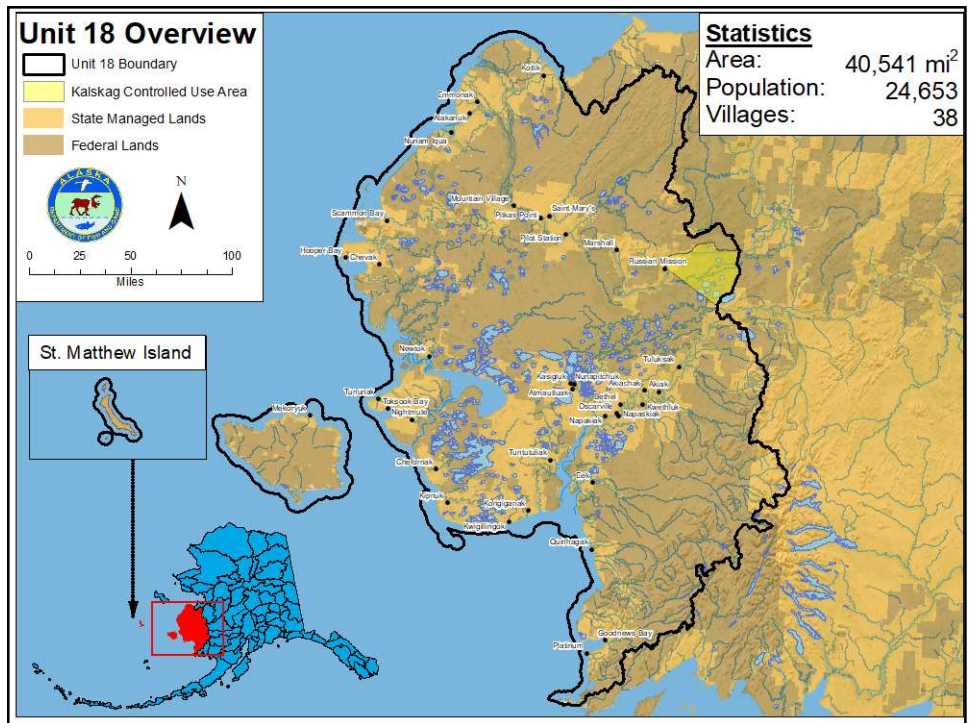 Unit 18 Overview
Unit 18 Boundary
Kalskag Controlled Use Area
State Managed Lands
Federal Lands
ALASKA
N
0 25 50 100
Miles
Statistics
Area: 40,541 mi²
Population: 24,653
Villages: 38
Kotlik
Emmonak
Alakanuk
Nunam Iqua
Mountain Village
Saint Mary's
Pitkas Point
Scammon Bay
Pilot Station
Marshall
Hooper Bay
Chevak
Russian Mission
Newtok
Tuluksak
Kasigluk
Nunapitchuk
Akiachak
Akiak
Atmautluak
Tununak
Toksook Bay
Bethel
Oscarville
Kwethluk
Nightmute
Napaskiak
Napakiak
Mekoryuk
Tuntutuliak
Chefornak
Eek
Kipnuk
Kongiganak
Kwigillingok
Quinhagak
Goodnews Bay
Platinum
St. Matthew Island